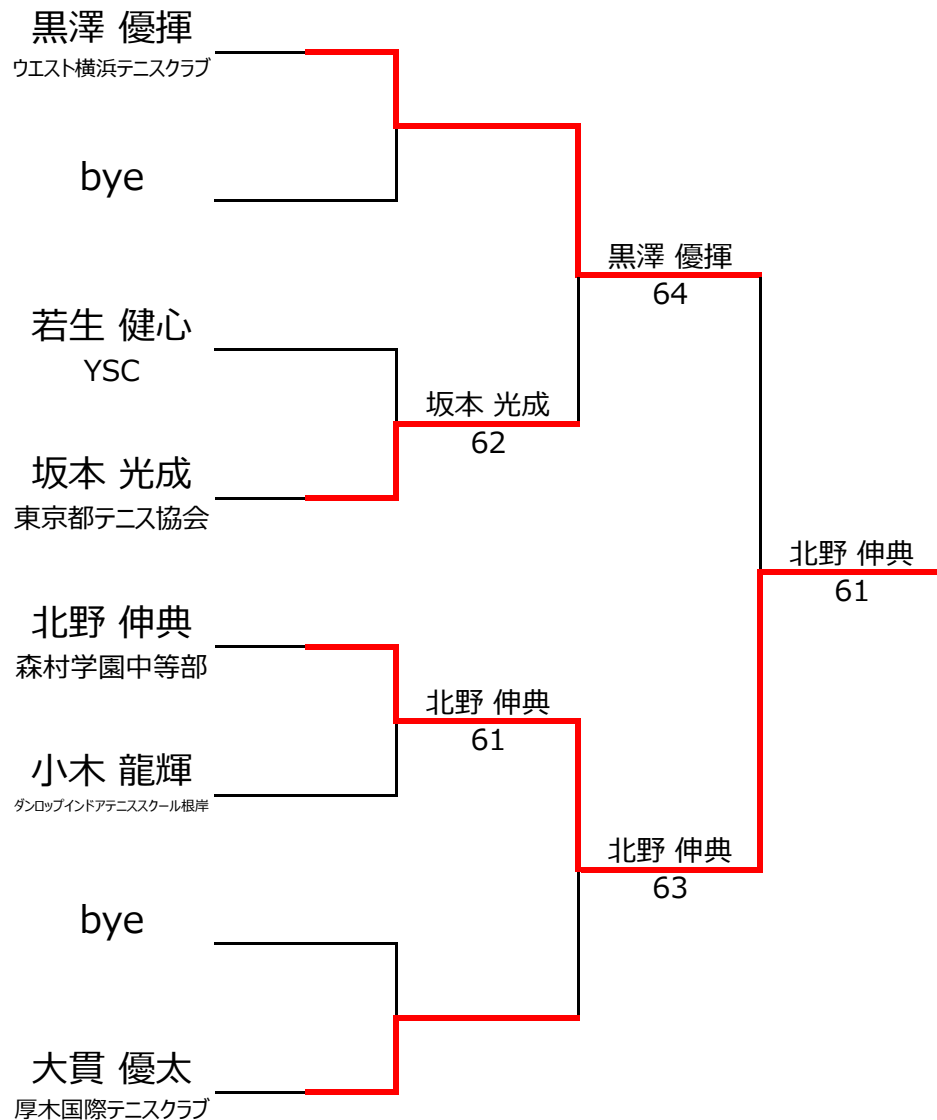 黒澤 優揮
ウエスト横浜テニスクラブ
bye
若生 健心
YSC
坂本 光成
東京都テニス協会
北野 伸典
森村学園中等部
小木 龍輝
ダンロップインドアテニススクール根岸
bye
大貫 優太
厚木国際テニスクラブ
坂本 光成
62
北野 伸典
61
黒澤 優揮
64
北野 伸典
63
北野 伸典
61